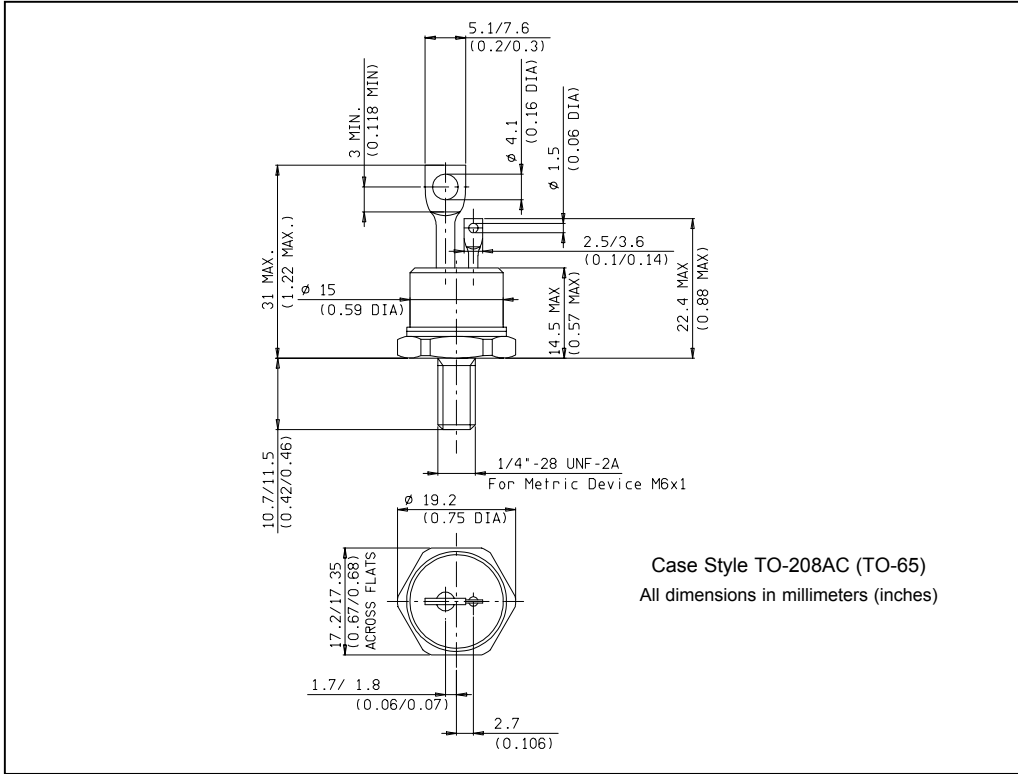 5.1/7.6
(0.2/0.3)
3 MIN.
(0.118 MIN)
ø 4.1
(0.16 DIA)
ø 1.5
(0.06 DIA)
2.5/3.6
(0.1/0.14)
31 MAX.
(1.22 MAX.)
ø 15
(0.59 DIA)
14.5 MAX
(0.57 MAX)
22.4 MAX
(0.88 MAX)
10.7/11.5
(0.42/0.46)
1/4"-28 UNF-2A
For Metric Device M6x1
ø 19.2
(0.75 DIA)
17.2/17.35
(0.67/0.68)
ACROSS FLATS
Case Style TO-208AC (TO-65)
All dimensions in millimeters (inches)
1.7/ 1.8
(0.06/0.07)
2.7
(0.106)